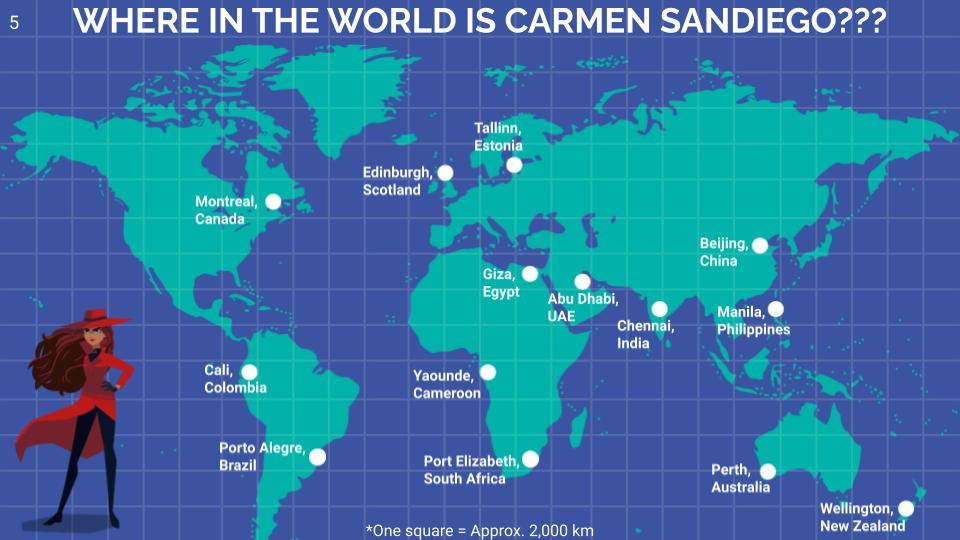 5
WHERE IN THE WORLD IS CARMEN SANDIEGO???
Tallinn,
Estonia
Edinburgh,
Scotland
Montreal,
Canada
Beijing,
China
Giza,
Egypt
Abu Dhabi,
UAE
Chennai,
India
Manila,
Philippines
Cali,
Colombia
Yaounde,
Cameroon
Porto Alegre,
Brazil
Port Elizabeth,
South Africa
Perth,
Australia
Wellington,
New Zealand
*One square = Approx. 2,000 km